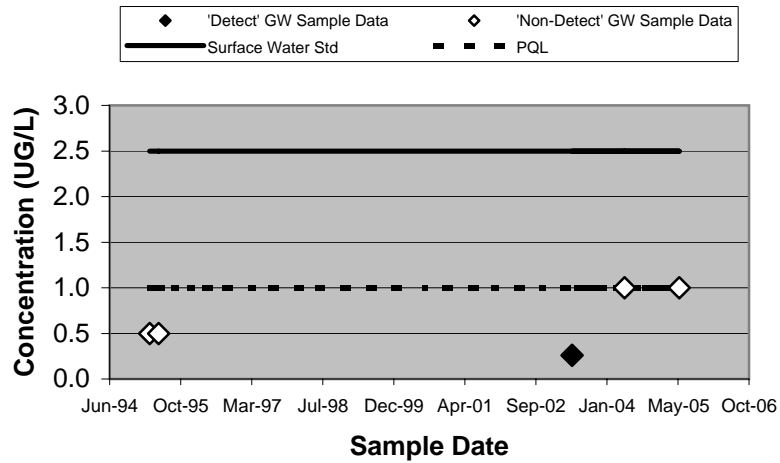 'Detect' GW Sample Data
'Non-Detect' GW Sample Data
Surface Water Std
PQL
Concentration (UG/L)
3.0
2.5
2.0
1.5
1.0
0.5
0.0
Jun-94 Oct-95 Mar-97 Jul-98 Dec-99 Apr-01 Sep-02 Jan-04 May-05 Oct-06
Sample Date